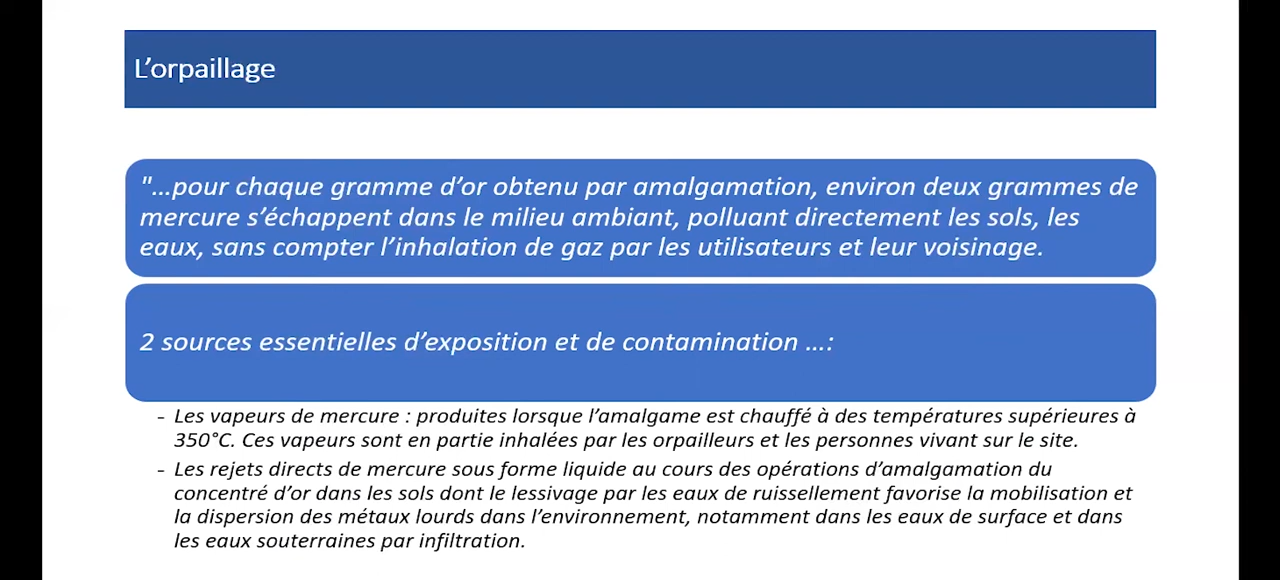 L’orpaillage
"…pour chaque gramme d’or obtenu par amalgamation, environ deux grammes de
mercure s’échappent dans le milieu ambiant, polluant directement les sols, les
eaux, sans compter l’inhalation de gaz par les utilisateurs et leur voisinage.
2 sources essentielles d’exposition et de contamination …:
- Les vapeurs de mercure : produites lorsque l’amalgame est chauffé à des températures supérieures à
350°C. Ces vapeurs sont en partie inhalées par les orpailleurs et les personnes vivant sur le site.
- Les rejets directs de mercure sous forme liquide au cours des opérations d’amalgamation du
concentré d’or dans les sols dont le lessivage par les eaux de ruissellement favorise la mobilisation et
la dispersion des métaux lourds dans l’environnement, notamment dans les eaux de surface et dans
les eaux souterraines par infiltration.